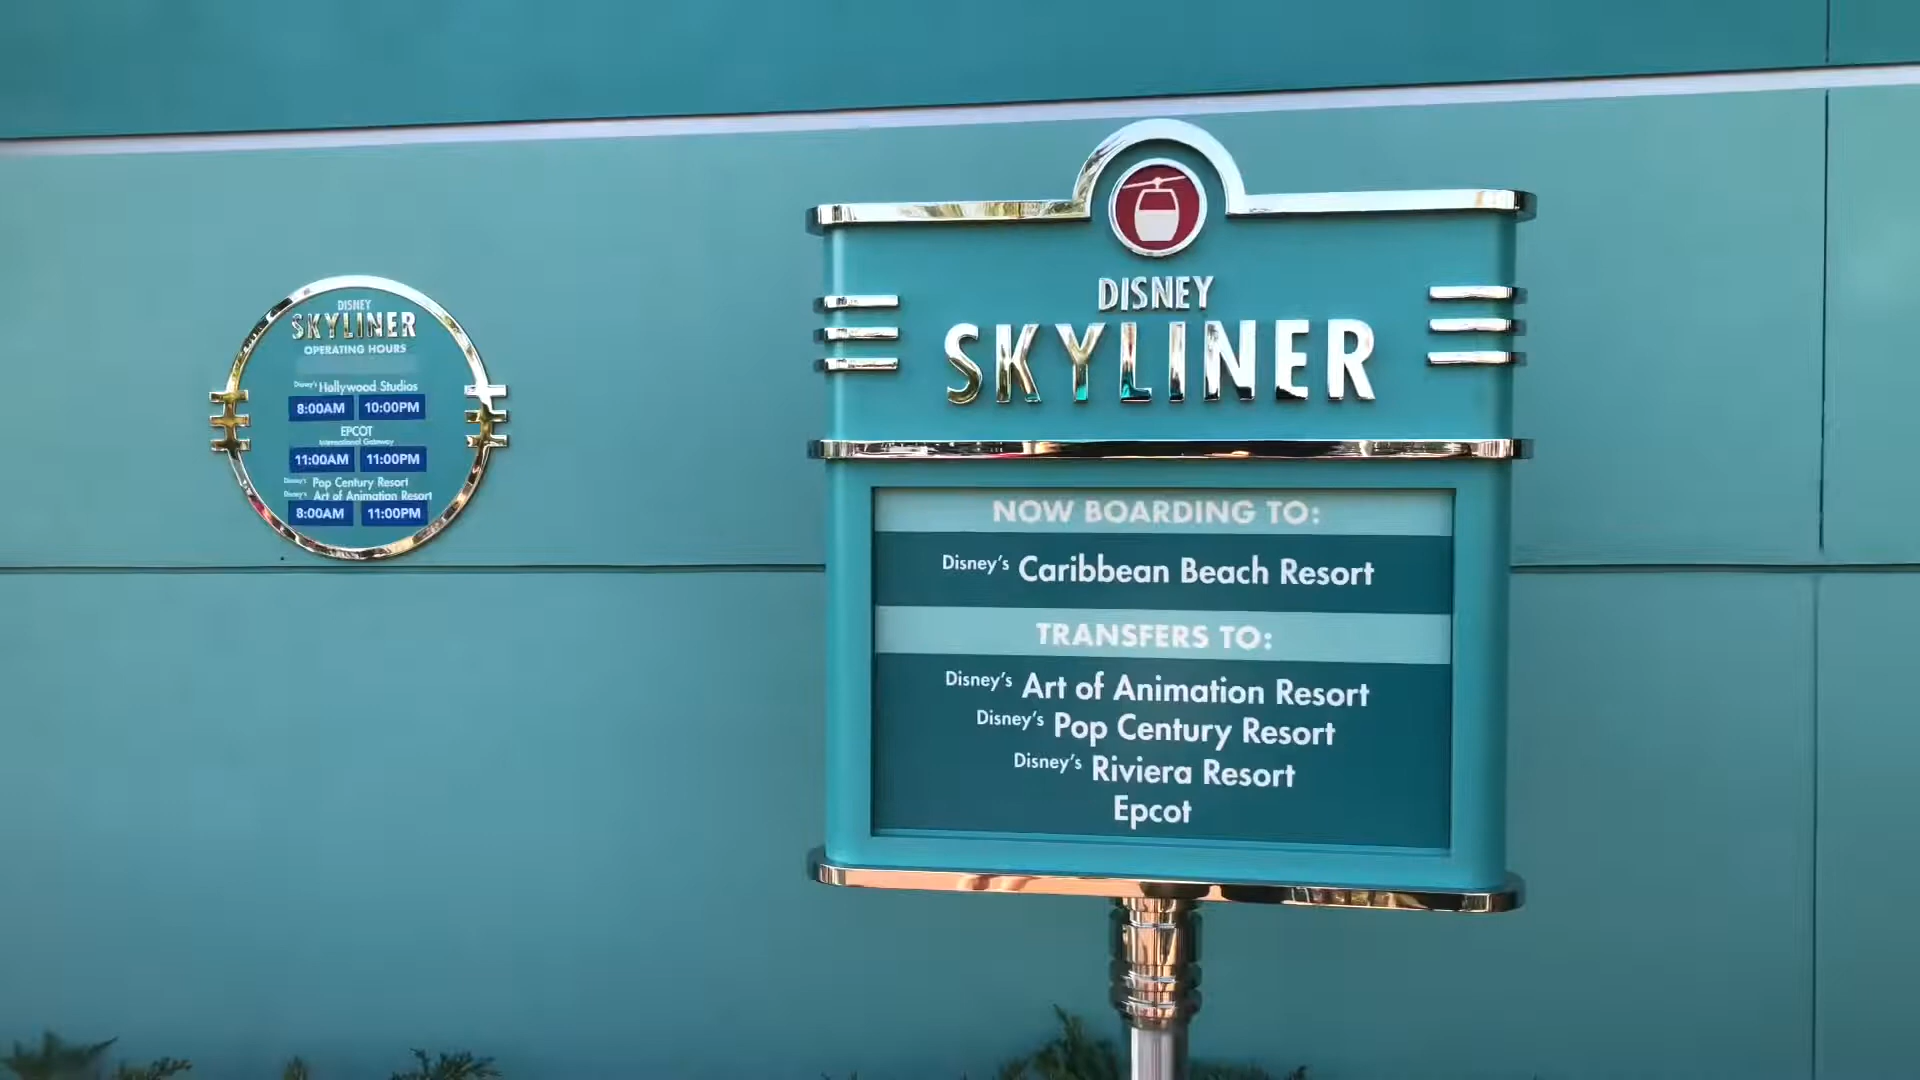 DISNEY
SKYLINER
OPERATING HOURS
Disney's Hollywood Studios
8:00AM 10:00PM
EPCOT
International Gateway
11:00AM 11:00PM
Disney's Pop Century Resort
Disney's Art of Animation Resort
8:00AM 11:00PM
DISNEY
SKYLINER
NOW BOARDING TO:
Disney's Caribbean Beach Resort
TRANSFERS TO:
Disney's Art of Animation Resort
Disney's Pop Century Resort
Disney's Riviera Resort
Epcot